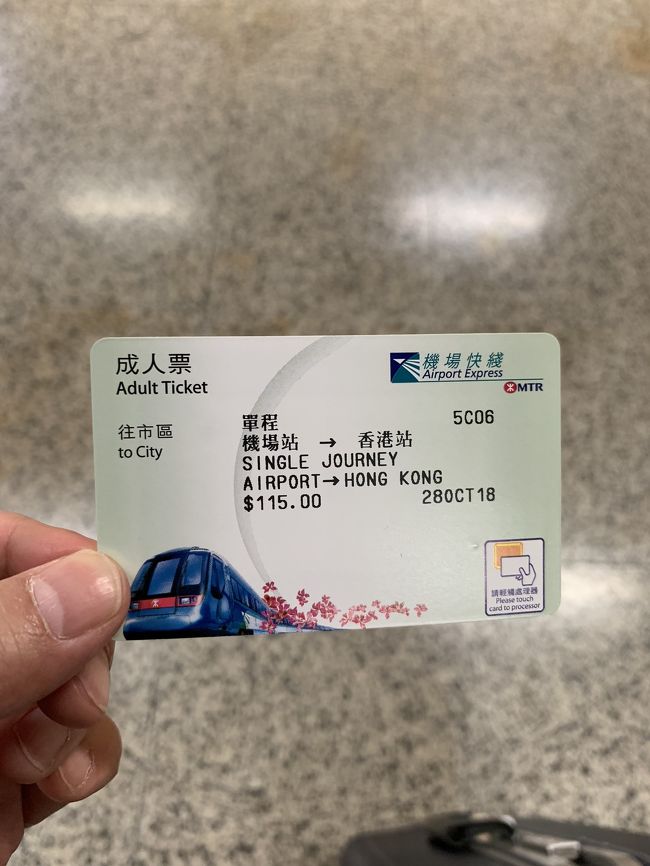 成人票
Adult Ticket
機場快綫
Airport Express
MTR
往市區
to City
單程 5C06
機場站 → 香港站
SINGLE JOURNEY
AIRPORT→HONG KONG
$115.00 28OCT18
請輕觸處理器
Please touch
card to processor